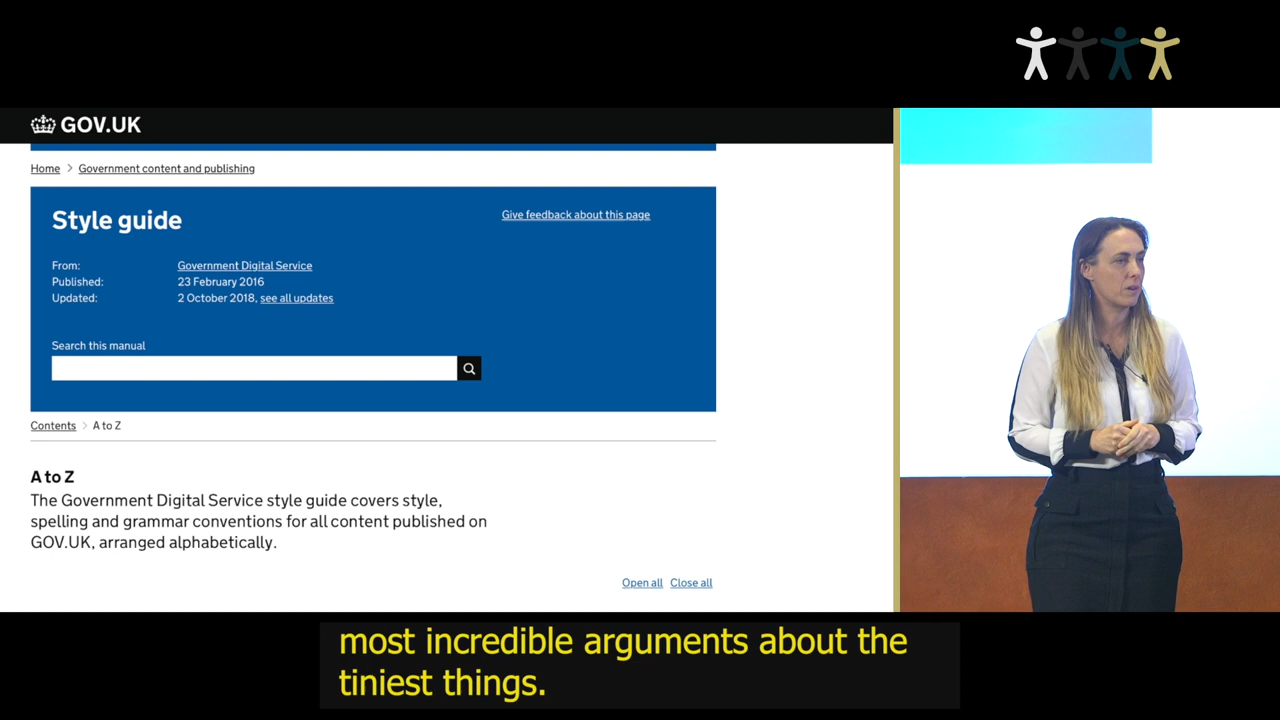 GOV.UK
Home > Government content and publishing
Style guide
Give feedback about this page
From: Government Digital Service
Published: 23 February 2016
Updated: 2 October 2018, see all updates
Search this manual
Contents > A to Z
A to Z
The Government Digital Service style guide covers style,
spelling and grammar conventions for all content published on
GOV.UK, arranged alphabetically.
Open all Close all
most incredible arguments about the
tiniest things.